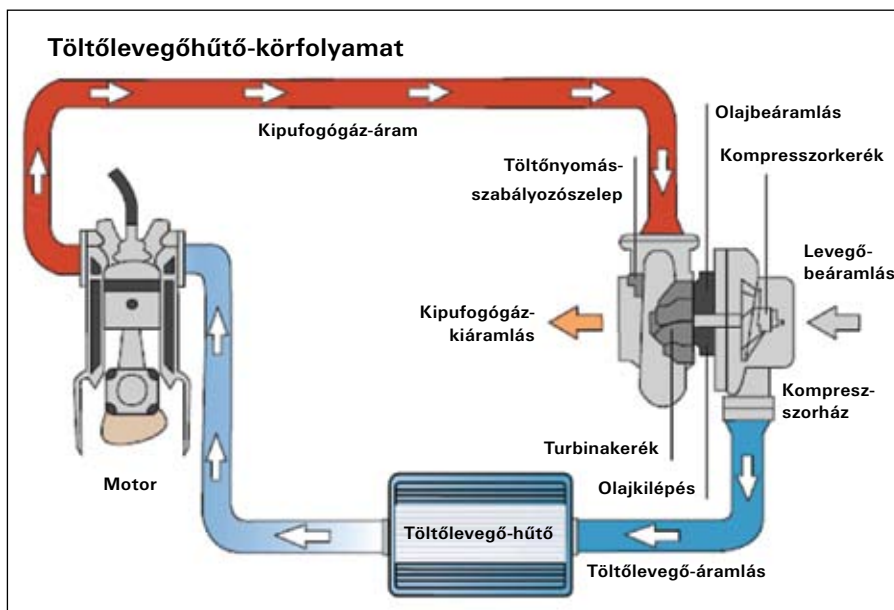 Töltőlevegőhűtő-körfolyamat
Kipufogógáz-áram
Olajbeáramlás
Kompresszorkerék
Töltőnyomás-
szabályozószelep
Levegő-
beáramlás
Kipufogógáz-
kiáramlás
Kompresz-
szorház
Turbinakerék
Motor
Olajkilépés
Töltőlevegő-hűtő
Töltőlevegő-áramlás